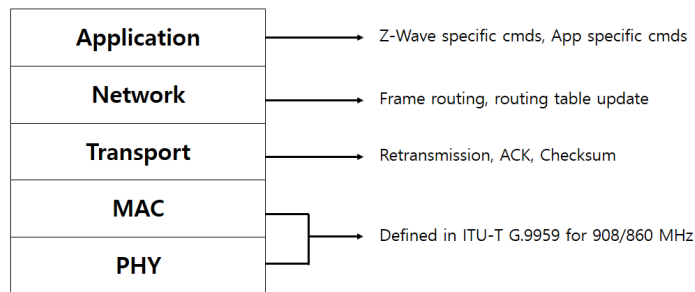 Application
Z-Wave specific cmds, App specific cmds
Network
Frame routing, routing table update
Transport
Retransmission, ACK, Checksum
MAC
PHY
Defined in ITU-T G.9959 for 908/860 MHz